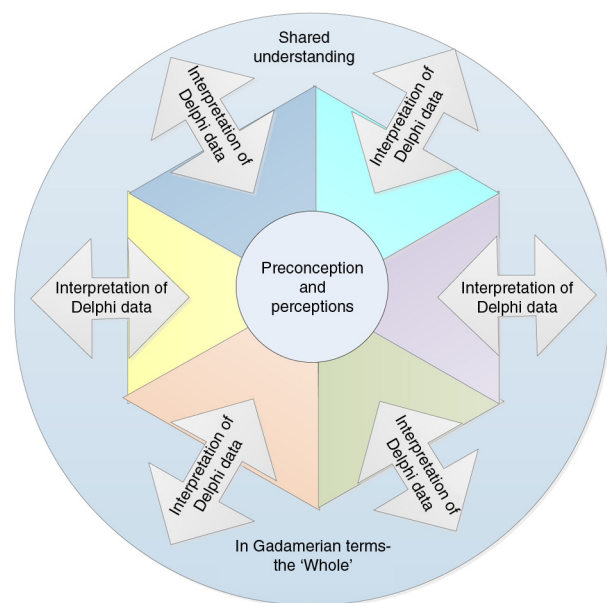 Shared
understanding
Interpretation of
Delphi data
Interpretation of
Delphi data
Preconception
and
perceptions
Interpretation of
Delphi data
Interpretation of
Delphi data
Interpretation of
Delphi data
Interpretation of
Delphi data
In Gadamerian terms-
the ‘Whole’